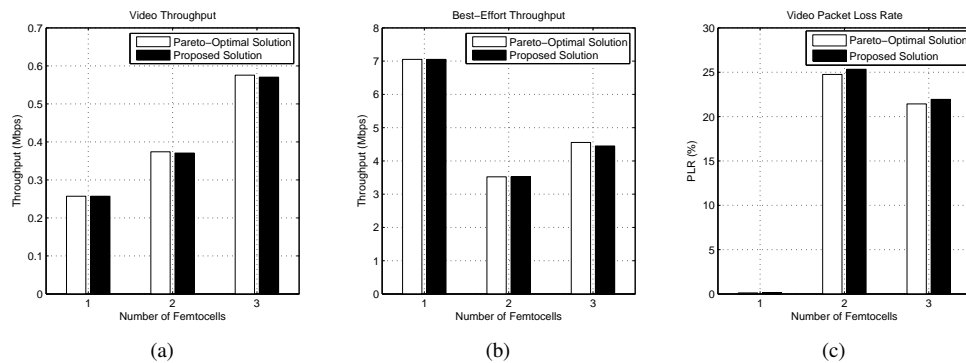 Video Throughput
Throughput (Mbps)
0.7
0.6
0.5
0.4
0.3
0.2
0.1
0
Pareto−Optimal Solution
Proposed Solution
1 2 3
Number of Femtocells
(a)
Best−Effort Throughput
Throughput (Mbps)
8
7
6
5
4
3
2
1
0
Pareto−Optimal Solution
Proposed Solution
1 2 3
Number of Femtocells
(b)
Video Packet Loss Rate
PLR (%)
30
25
20
15
10
5
0
Pareto−Optimal Solution
Proposed Solution
1 2 3
Number of Femtocells
(c)